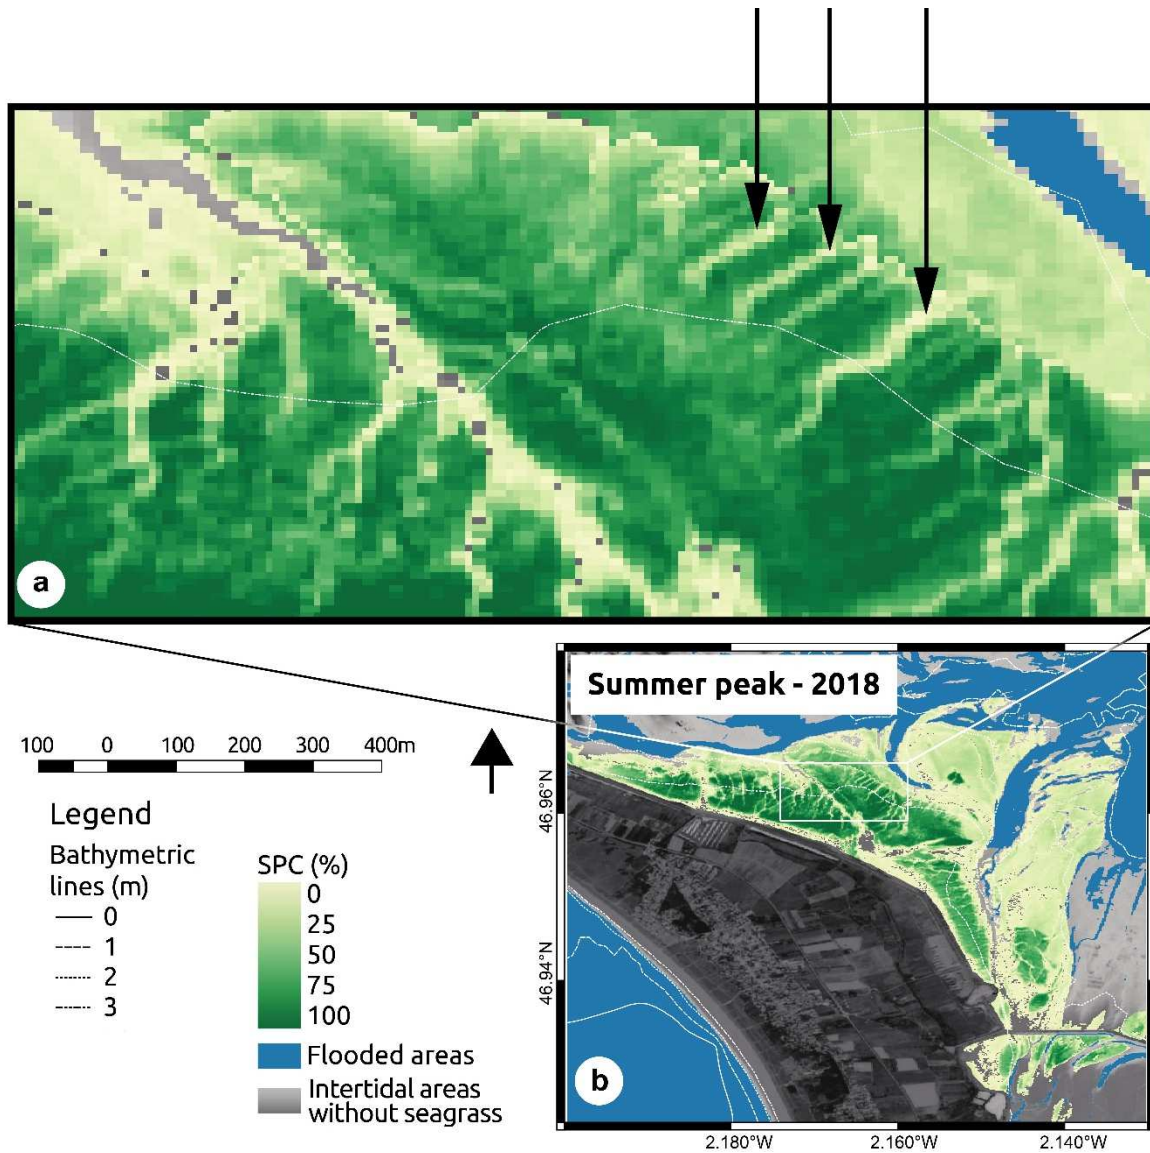 a
Summer peak - 2018
100 0 100 200 300 400m
Legend
Bathymetric
lines (m)
0
1
2
3
SPC (%)
0
25
50
75
100
Flooded areas
Intertidal areas
without seagrass
46.96°N
46.94°N
b
2.180°W 2.160°W 2.140°W